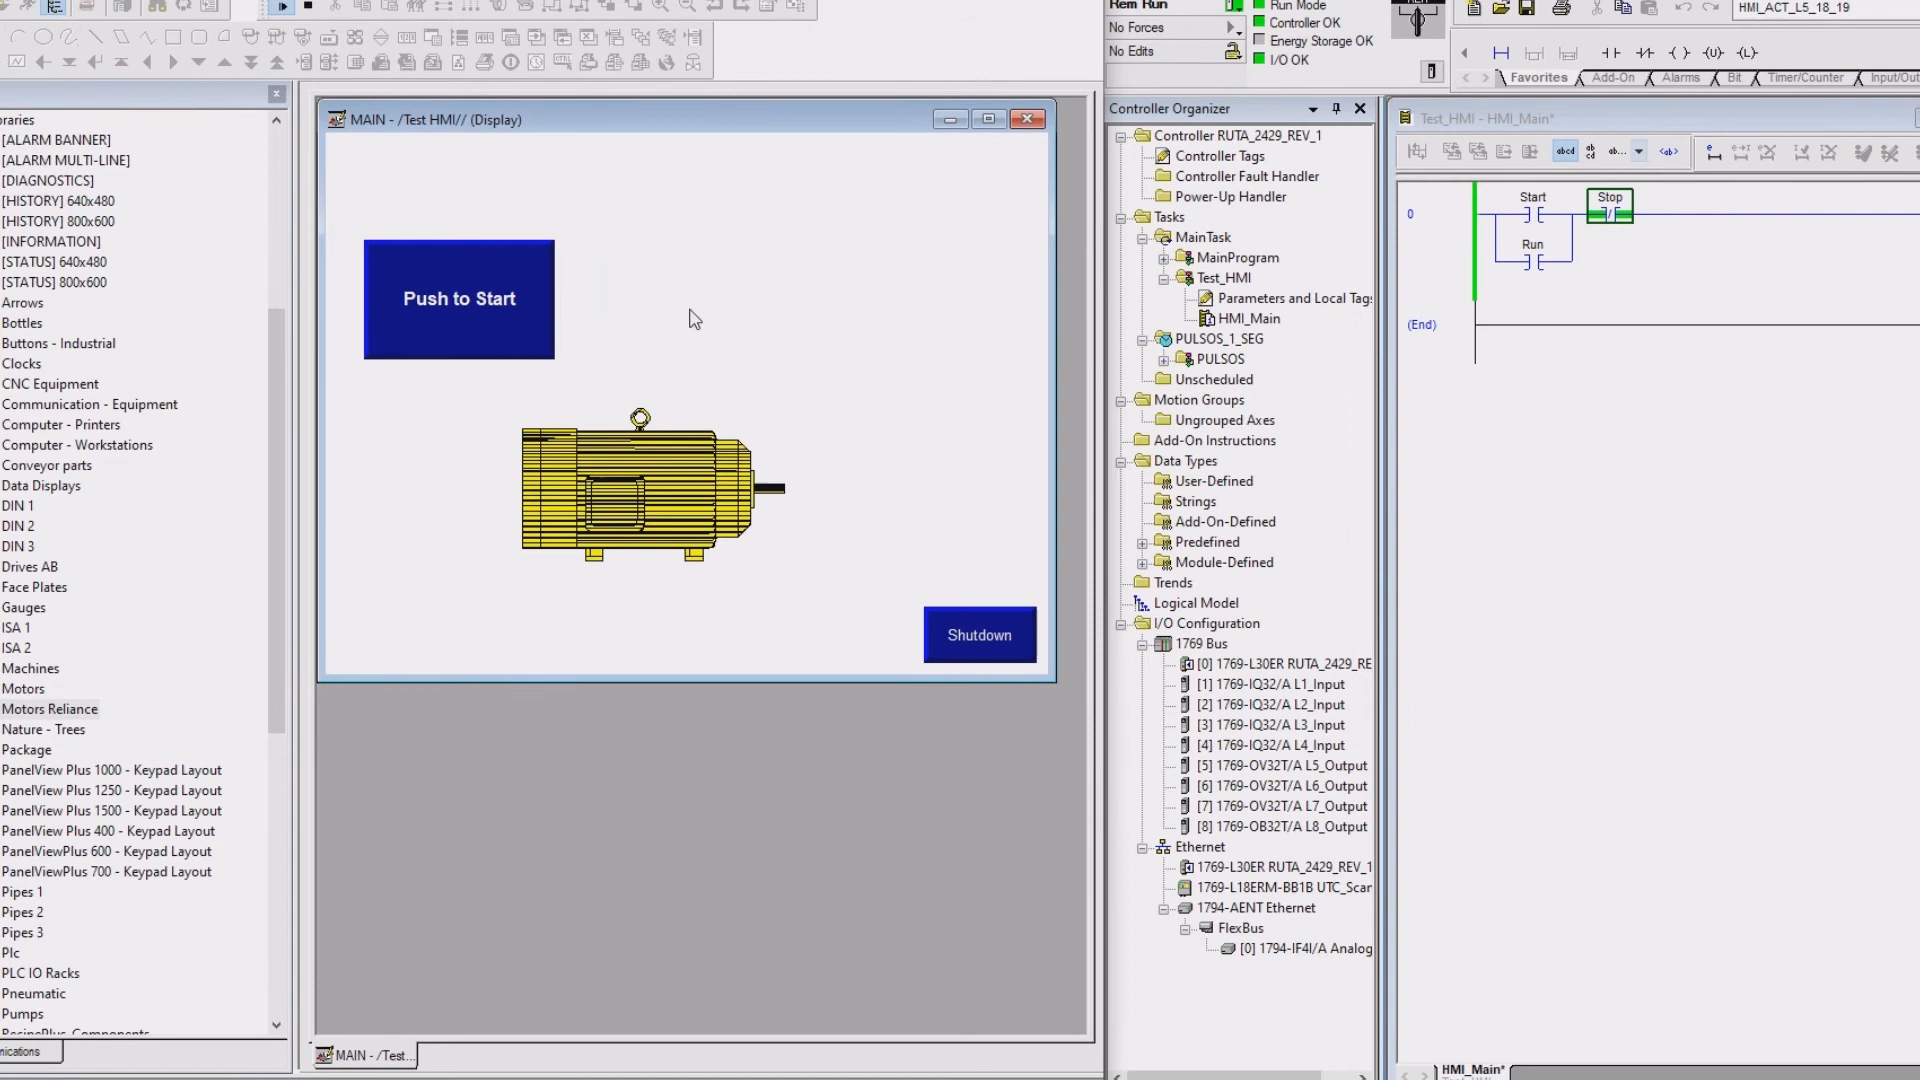 Rem Run
Run Mode
No Forces
Controller OK
Energy Storage OK
No Edits
I/O OK
HMI_ACT_L5_18_19
Favorites
Add-On
Alarms
Bit
Timer/Counter
Input/Out
braries
[ALARM BANNER]
[ALARM MULTI-LINE]
[DIAGNOSTICS]
[HISTORY] 640x480
[HISTORY] 800x600
[INFORMATION]
[STATUS] 640x480
[STATUS] 800x600
Arrows
Bottles
Buttons - Industrial
Clocks
CNC Equipment
Communication - Equipment
Computer - Printers
Computer - Workstations
Conveyor parts
Data Displays
DIN 1
DIN 2
DIN 3
Drives AB
Face Plates
Gauges
ISA 1
ISA 2
Machines
Motors
Motors Reliance
Nature - Trees
Package
PanelView Plus 1000 - Keypad Layout
PanelView Plus 1250 - Keypad Layout
PanelView Plus 1500 - Keypad Layout
PanelView Plus 400 - Keypad Layout
PanelViewPlus 600 - Keypad Layout
PanelViewPlus 700 - Keypad Layout
Pipes 1
Pipes 2
Pipes 3
Plc
PLC IO Racks
Pneumatic
Pumps
nications
MAIN - /Test HMI// (Display)
Push to Start
Shutdown
MAIN - /Test...
Controller Organizer
Controller RUTA_2429_REV_1
Controller Tags
Controller Fault Handler
Power-Up Handler
Tasks
MainTask
MainProgram
Test_HMI
Parameters and Local Tags
HMI_Main
PULSOS_1_SEG
PULSOS
Unscheduled
Motion Groups
Ungrouped Axes
Add-On Instructions
Data Types
User-Defined
Strings
Add-On-Defined
Predefined
Module-Defined
Trends
Logical Model
I/O Configuration
1769 Bus
[0] 1769-L30ER RUTA_2429_RE
[1] 1769-IQ32/A L1_Input
[2] 1769-IQ32/A L2_Input
[3] 1769-IQ32/A L3_Input
[4] 1769-IQ32/A L4_Input
[5] 1769-OV32T/A L5_Output
[6] 1769-OV32T/A L6_Output
[7] 1769-OV32T/A L7_Output
[8] 1769-OB32T/A L8_Output
Ethernet
1769-L30ER RUTA_2429_REV_1
1769-L18ERM-BB1B UTC_Scan
1794-AENT Ethernet
FlexBus
[0] 1794-IF4I/A Analog
Test_HMI - HMI_Main*
Start
Stop
0
Run
(End)
HMI_Main*